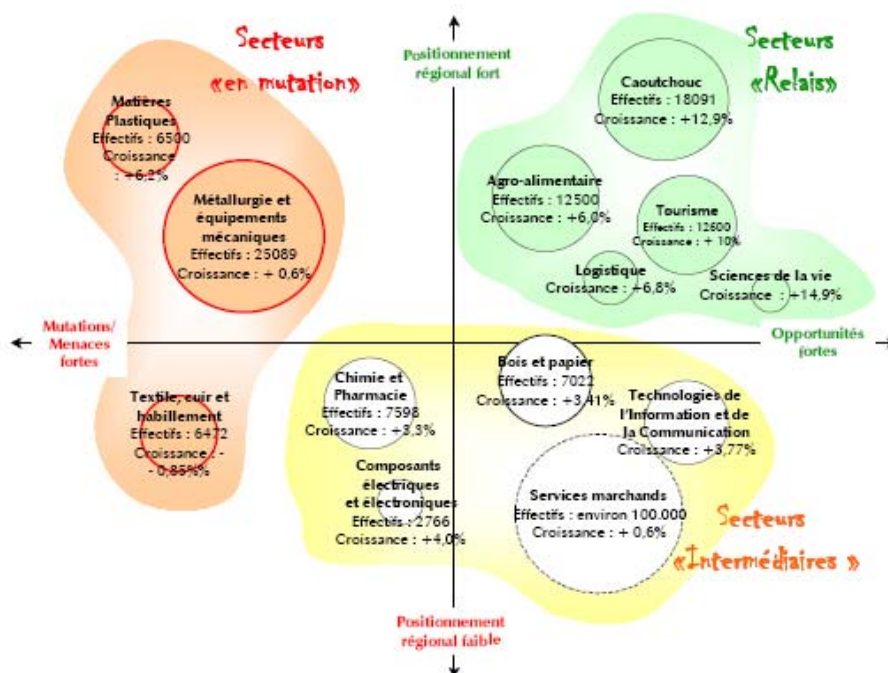 Secteurs
«en mutation»
Positionnement
régional fort
Secteurs
«Relais»
Matières
Plastiques
Effectifs : 6500
Croissance
: +6,2%
Métallurgie et
équipements
mécaniques
Effectifs : 25089
Croissance : + 0,6%
Caoutchouc
Effectifs : 18091
Croissance : +12,9%
Agro-alimentaire
Effectifs : 12500
Croissance : +6,0%
Tourisme
Effectifs : 12600
Croissance : + 10%
Logistique
Croissance : +6,8%
Sciences de la vie
Croissance : +14,9%
Mutations/
Menaces
fortes
Opportunités
fortes
Textile, cuir et
habillement
Effectifs : 6472
Croissance : -
- 0,85%%
Chimie et
Pharmacie
Effectifs : 7598
Croissance : +3,3%
Composants
électriques
et électroniques
Effectifs : 2766
Croissance : +4,0%
Bois et papier
Effectifs : 7022
Croissance : +3,41%
Technologies de
l'Information et de
la Communication
Croissance : +3,77%
Services marchands
Effectifs : environ 100.000
Croissance : + 0,6%
Secteurs
«Intermédiaires »
Positionnement
régional faible